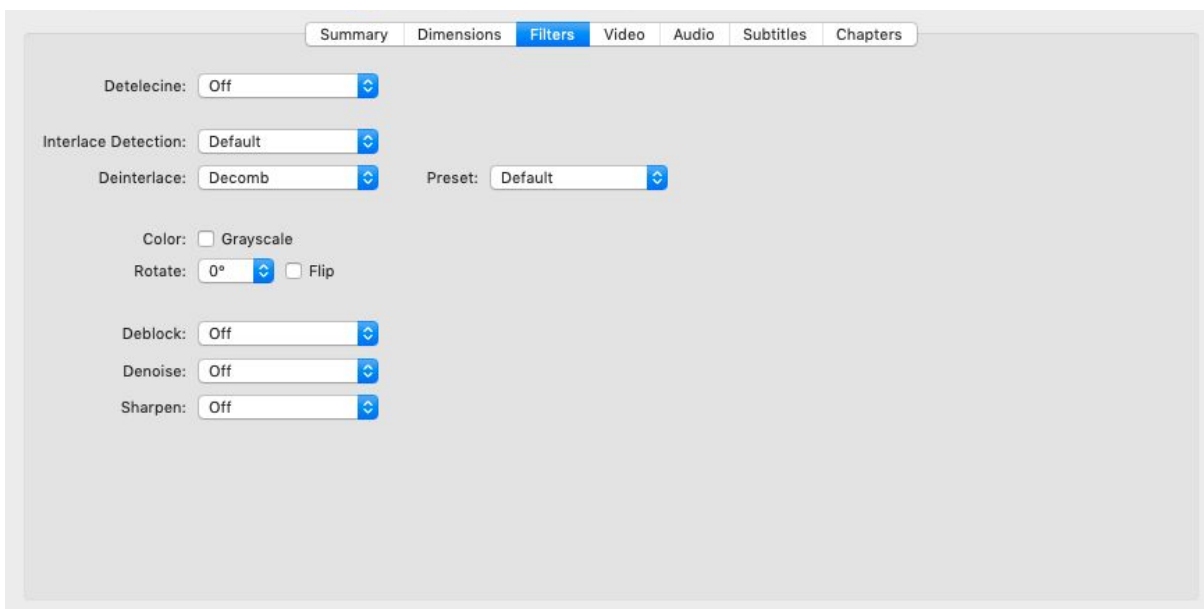 Summary Dimensions Filters Video Audio Subtitles Chapters
Detelecine: Off
Interlace Detection: Default
Deinterlace: Decomb Preset: Default
Color: Grayscale
Rotate: 0° Flip
Deblock: Off
Denoise: Off
Sharpen: Off